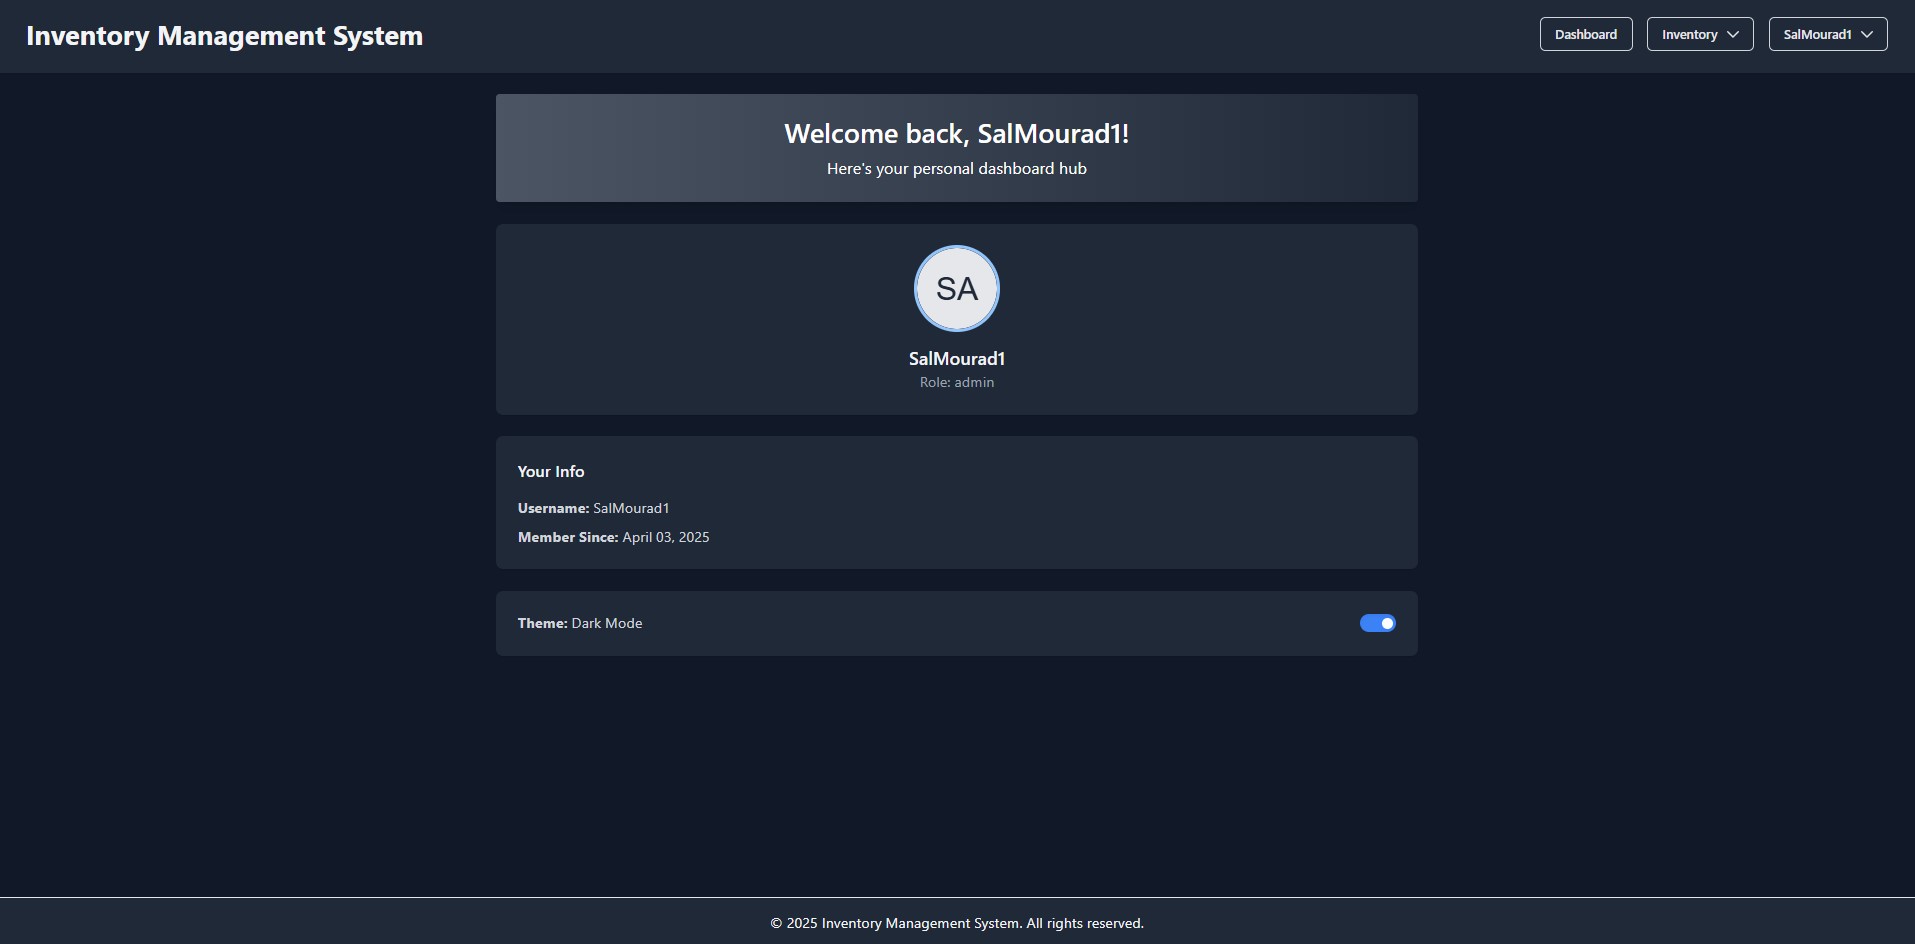 Inventory Management System
Dashboard
Inventory
SalMourad1
Welcome back, SalMourad1!
Here's your personal dashboard hub
SA
SalMourad1
Role: admin
Your Info
Username: SalMourad1
Member Since: April 03, 2025
Theme: Dark Mode
© 2025 Inventory Management System. All rights reserved.